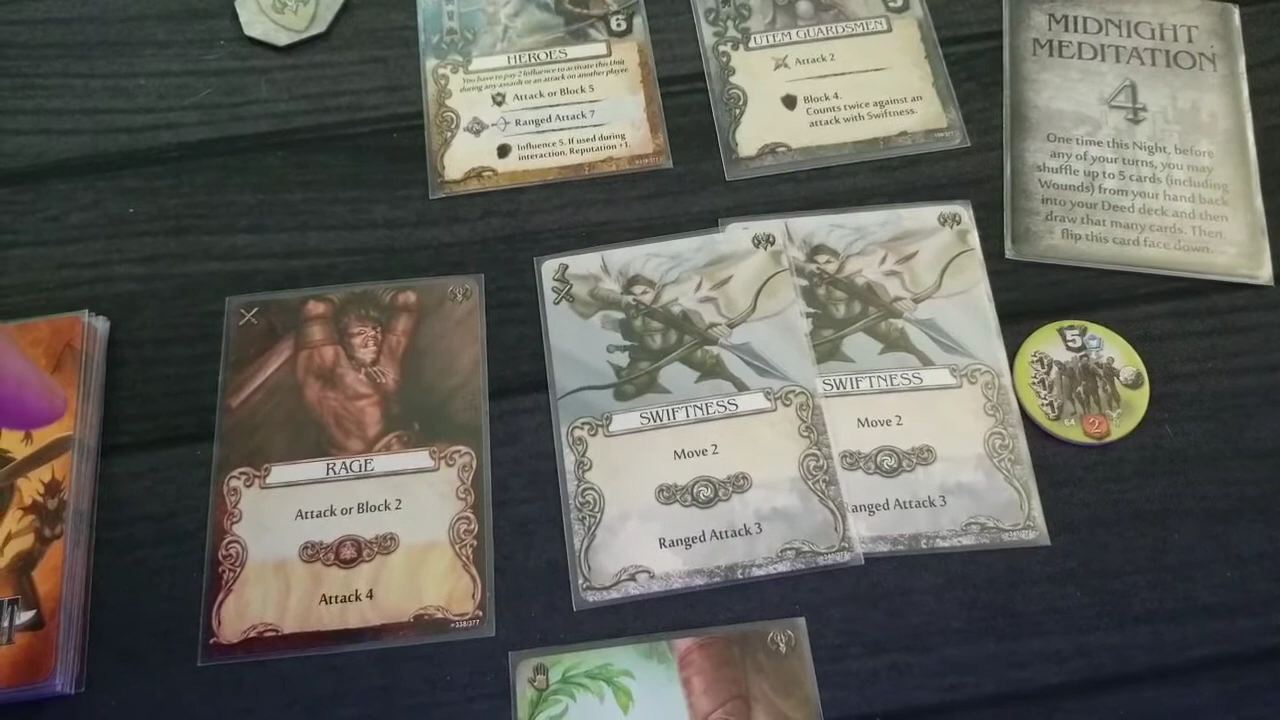 6
HEROES
You have to pay 2 Influence to activate this Unit
during any assault or an attack on another player.
Attack or Block 5
Ranged Attack 7
Influence 5. If used during
interaction, Reputation +1.
UTEM GUARDSMEN
Attack 2
Block 4.
Counts twice against an
attack with Swiftness.
MIDNIGHT
MEDITATION
4
One time this Night, before
any of your turns, you may
shuffle up to 5 cards (including
Wounds) from your hand back
into your Deed deck and then
draw that many cards. Then,
flip this card face down.
RAGE
Attack or Block 2
Attack 4
338/377
SWIFTNESS
Move 2
Ranged Attack 3
SWIFTNESS
Move 2
Ranged Attack 3
5
64
2